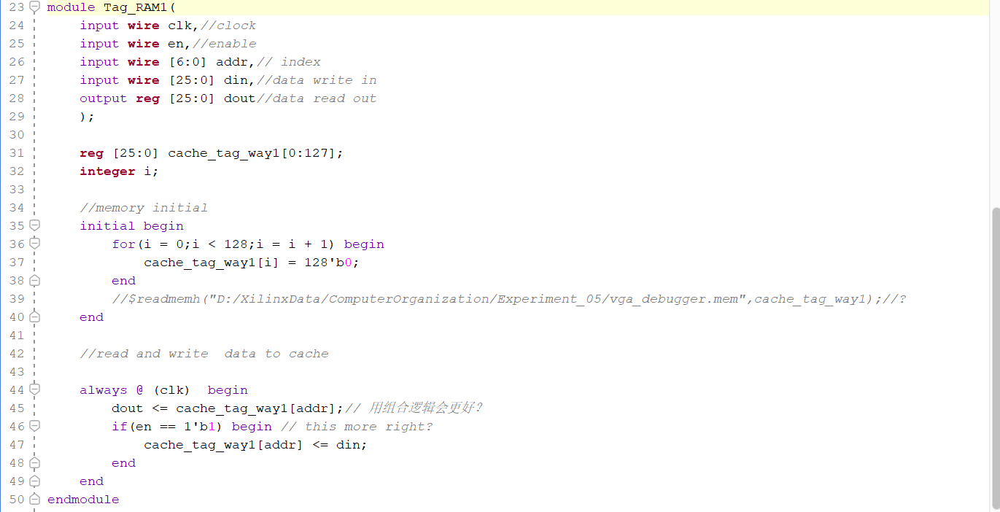 23 module Tag_RAM1(
24 input wire clk,//clock
25 input wire en,//enable
26 input wire [6:0] addr,// index
27 input wire [25:0] din,//data write in
28 output reg [25:0] dout//data read out
29 );
30
31 reg [25:0] cache_tag_way1[0:127];
32 integer i;
33
34 //memory initial
35 initial begin
36 for(i = 0;i < 128;i = i + 1) begin
37 cache_tag_way1[i] = 128'b0;
38 end
39 //$readmemh("D:/XilinxData/ComputerOrganization/Experiment_05/vga_debugger.mem",cache_tag_way1);//?
40 end
41
42 //read and write  data to cache
43
44 always @ (clk)  begin
45 dout <= cache_tag_way1[addr];// 用组合逻辑会更好?
46 if(en == 1'b1) begin // this more right?
47 cache_tag_way1[addr] <= din;
48 end
49 end
50 endmodule